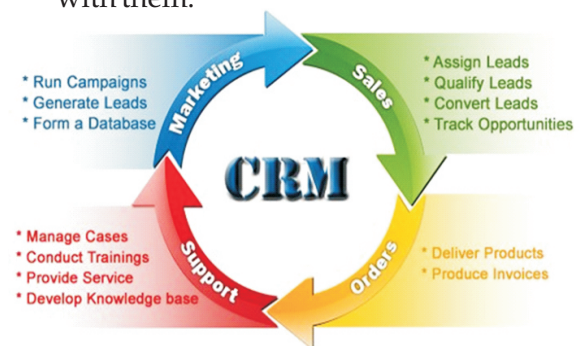 with them.
* Run Campaigns
* Generate Leads
* Form a Database
Marketing
Sales
* Assign Leads
* Qualify Leads
* Convert Leads
* Track Opportunities
CRM
* Manage Cases
* Conduct Trainings
* Provide Service
* Develop Knowledge base
Support
Orders
* Deliver Products
* Produce Invoices